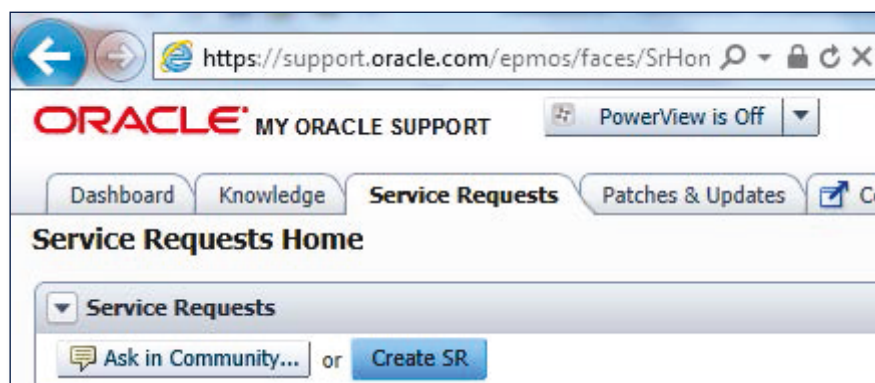 https://support.oracle.com/epmos/faces/SrHon
ORACLE MY ORACLE SUPPORT PowerView is Off
Dashboard Knowledge Service Requests Patches & Updates
Service Requests Home
Service Requests
Ask in Community... or Create SR